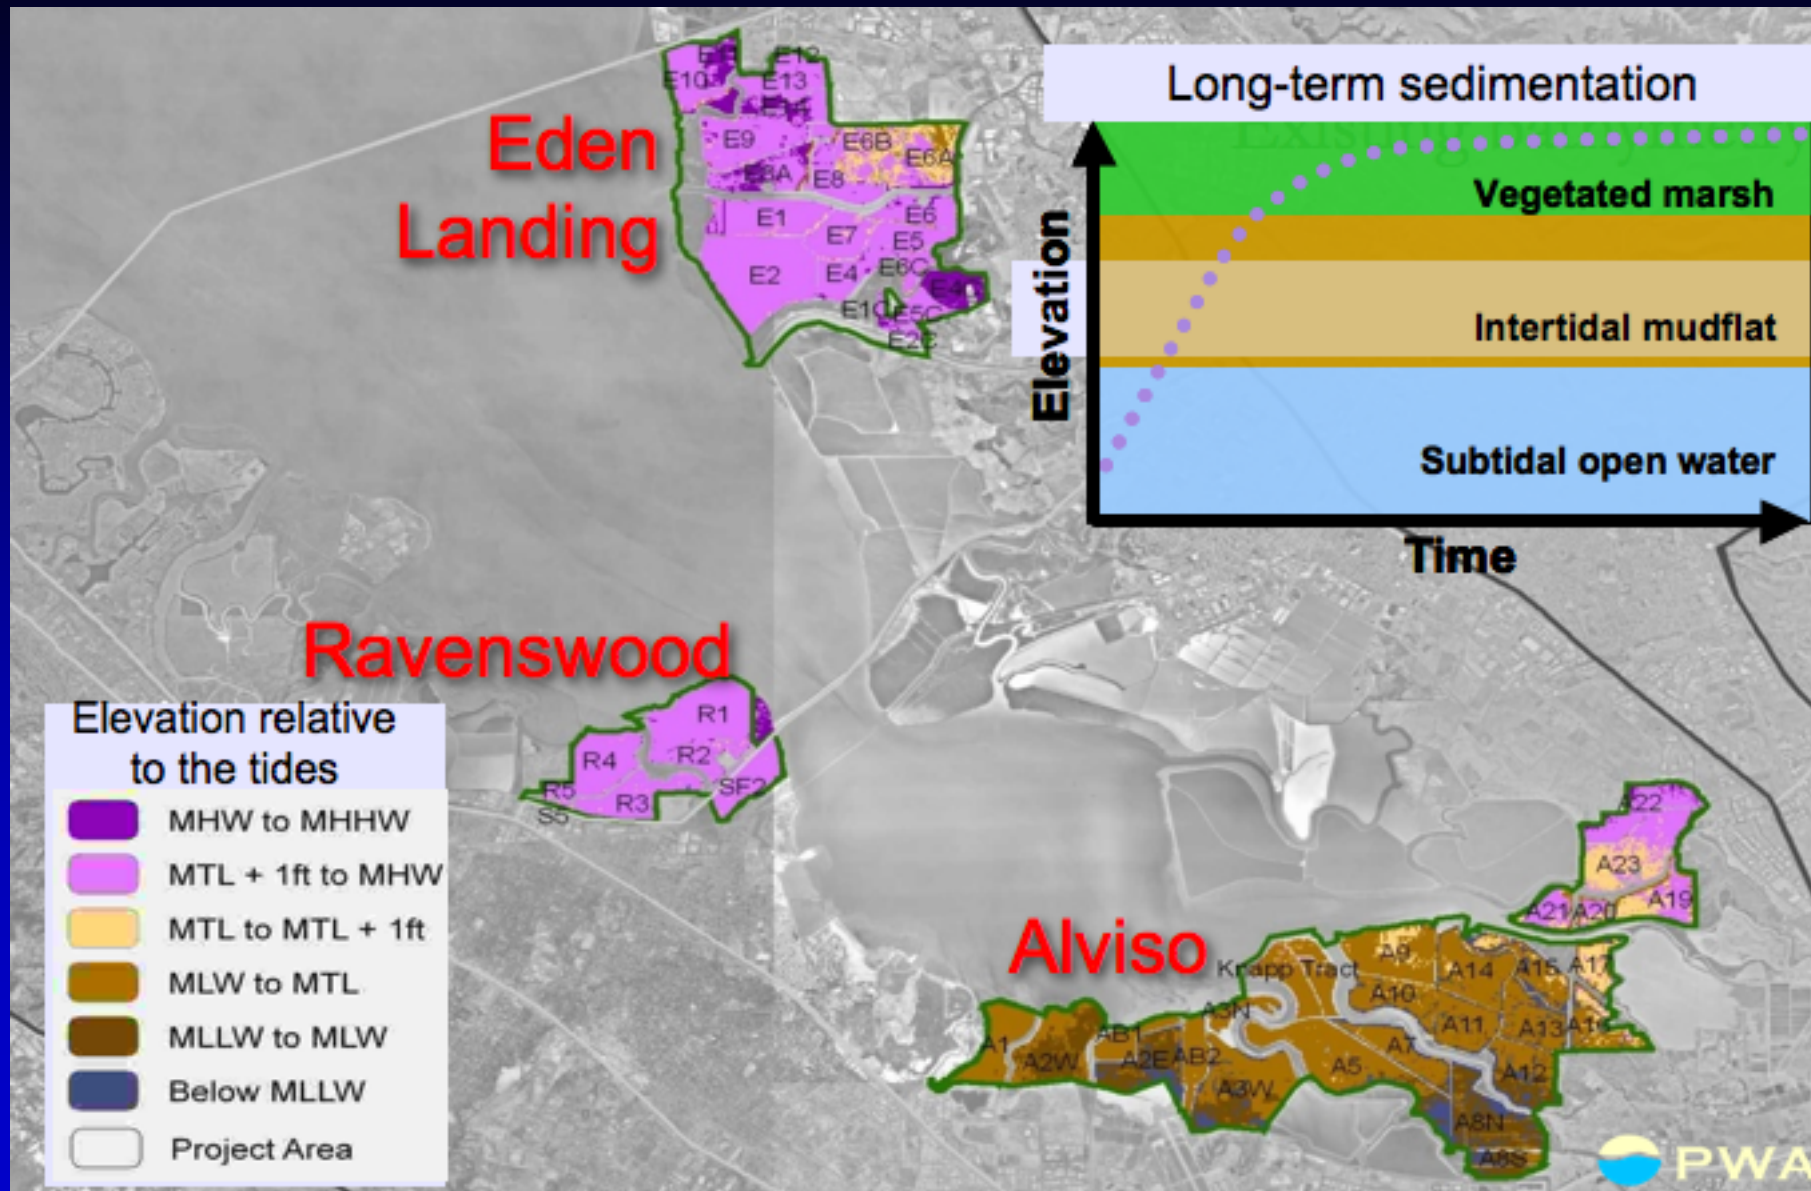 E10
E12
E13
E14
E9
E6B
E6A
E8A
E8
E1
E6
E7
E5
E2
E4
E6C
E4
E1C
E5C
E2C
Eden
Landing
Long-term sedimentation
Vegetated marsh
Intertidal mudflat
Subtidal open water
Elevation
Time
Ravenswood
R1
R2
R4
R5
R3
SF2
S5
Elevation relative
to the tides
MHW to MHHW
MTL + 1ft to MHW
MTL to MTL + 1ft
MLW to MTL
MLLW to MLW
Below MLLW
Project Area
A22
A23
A19
A21
A20
Alviso
Knapp Tract
A9
A14
A15
A17
A10
A3N
A11
A13
A16
A1
A2W
AB1
A2E
AB2
A7
A5
A3W
A12
A8N
A8S
PWA